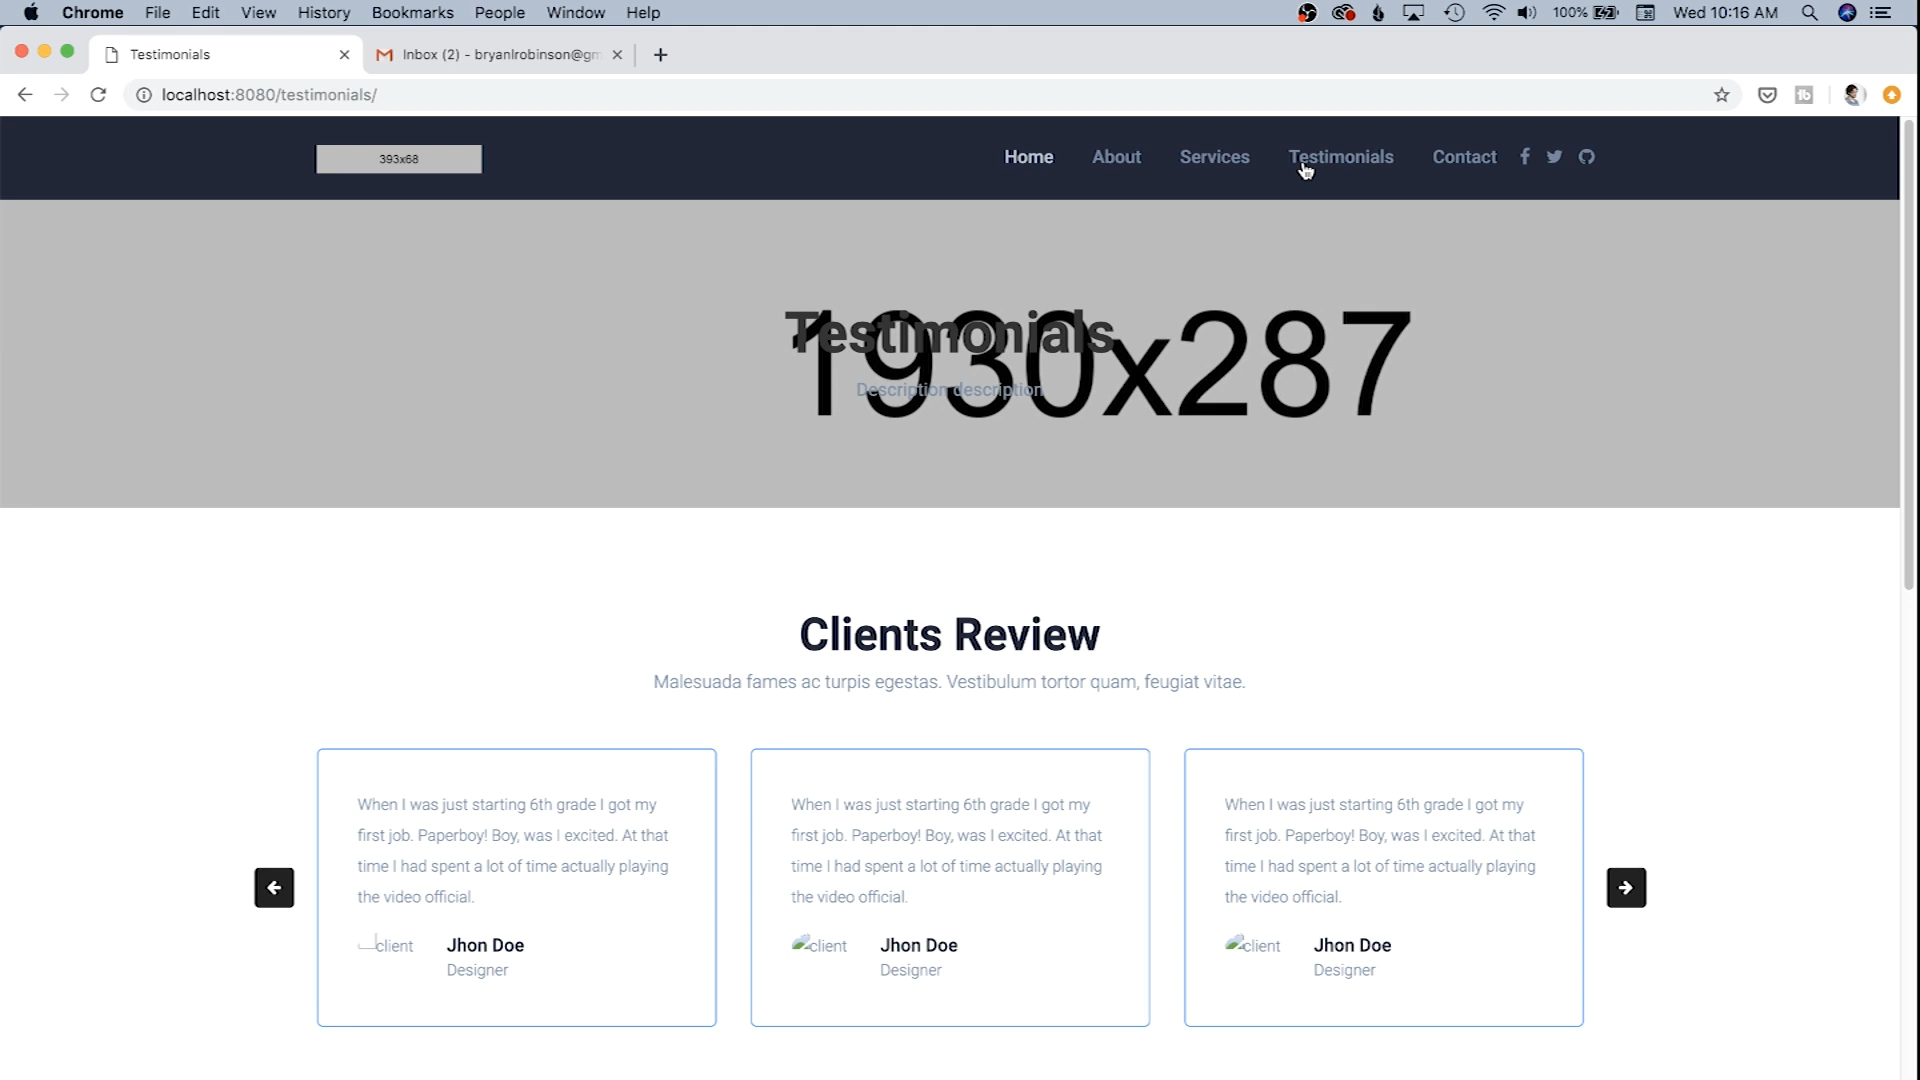 Chrome File Edit View History Bookmarks People Window Help 100% Wed 10:16 AM
Testimonials Inbox (2) - bryanlrobinson@gm
localhost:8080/testimonials/
393x68 Home About Services Testimonials Contact
1930x287
Testimonials
Description description
Clients Review
Malesuada fames ac turpis egestas. Vestibulum tortor quam, feugiat vitae.
When I was just starting 6th grade I got my
first job. Paperboy! Boy, was I excited. At that
time I had spent a lot of time actually playing
the video official.
client Jhon Doe
Designer
When I was just starting 6th grade I got my
first job. Paperboy! Boy, was I excited. At that
time I had spent a lot of time actually playing
the video official.
client Jhon Doe
Designer
When I was just starting 6th grade I got my
first job. Paperboy! Boy, was I excited. At that
time I had spent a lot of time actually playing
the video official.
client Jhon Doe
Designer